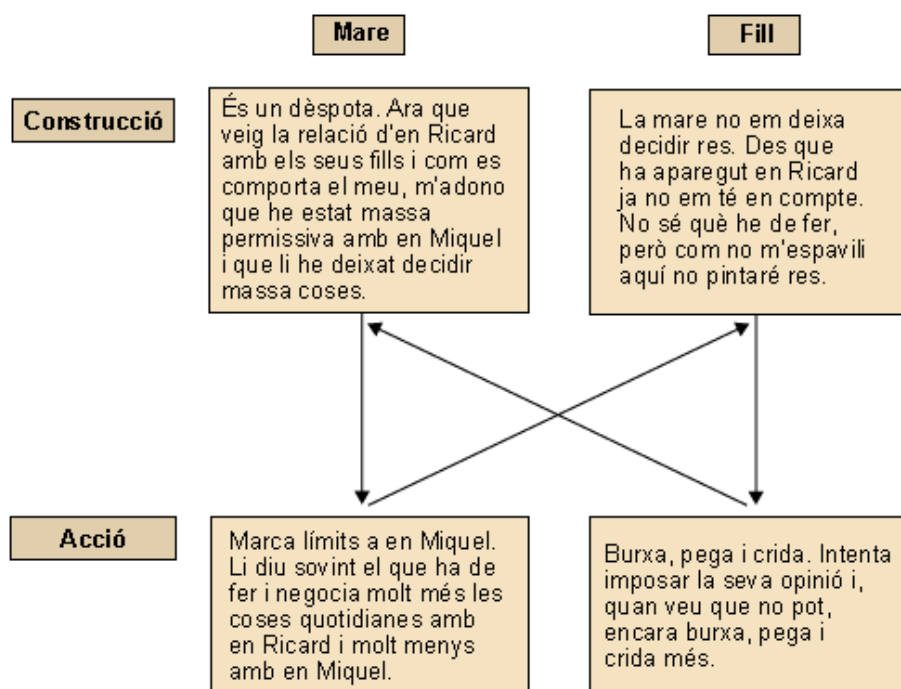 Mare
Fill
Construcció
És un dèspota. Ara que
veig la relació d'en Ricard
amb els seus fills i com es
comporta el meu, m'adono
que he estat massa
permissiva amb en Miquel
i que li he deixat decidir
massa coses.
La mare no em deixa
decidir res. Des que
ha aparegut en Ricard
ja no em té en compte.
No sé què he de fer,
però com no m'espavili
aquí no pintaré res.
Acció
Marca límits a en Miquel.
Li diu sovint el que ha de
fer i negocia molt més les
coses quotidianes amb
en Ricard i molt menys
amb en Miquel.
Burxa, pega i crida. Intenta
imposar la seva opinió i,
quan veu que no pot,
encara burxa, pega i
crida més.